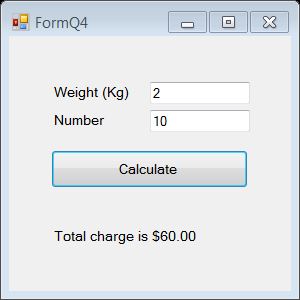 FormQ4
Weight (Kg) 2
Number 10
Calculate
Total charge is $60.00